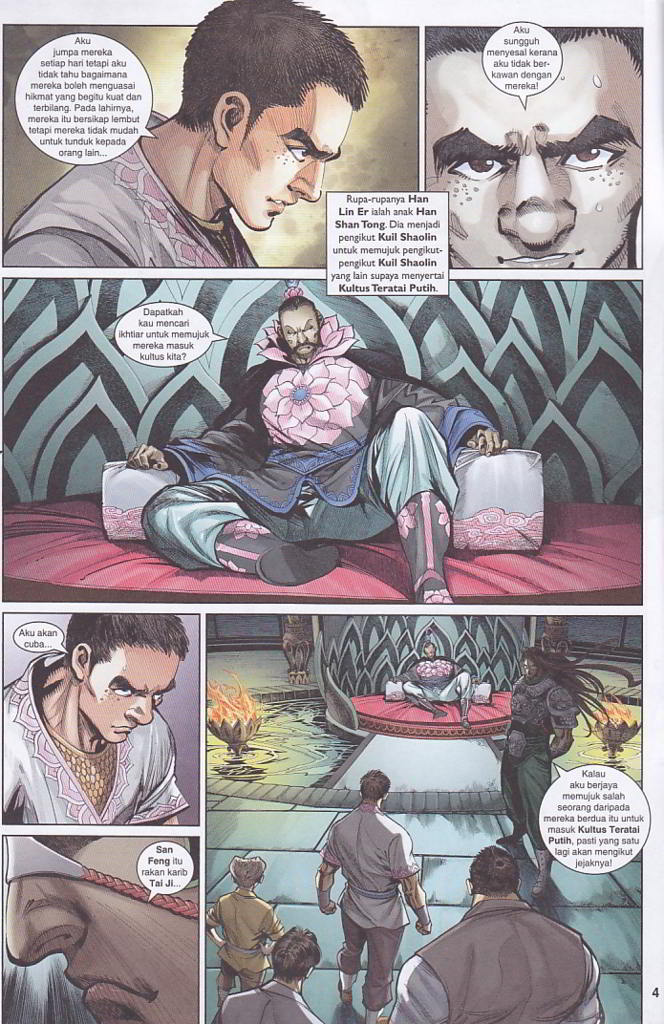 Aku
jumpa mereka
setiap hari tetapi aku
tidak tahu bagaimana
mereka boleh menguasai
hikmat yang begitu kuat dan
terbilang. Pada lahirnya,
mereka itu bersikap lembut
tetapi mereka tidak mudah
untuk tunduk kepada
orang lain...
Aku
sungguh
menyesal kerana
aku tidak ber-
kawan dengan
mereka!
Rupa-rupanya Han
Lin Er ialah anak Han
Shan Tong. Dia menjadi
pengikut Kuil Shaolin
untuk memujuk pengikut-
pengikut Kuil Shaolin
yang lain supaya menyertai
Kultus Teratai Putih.
Dapatkah
kau mencari
ikhtiar untuk memujuk
mereka masuk
kultus kita?
Aku akan
cuba...
Kalau
aku berjaya
memujuk salah
seorang daripada
mereka berdua itu untuk
masuk Kultus Teratai
Putih, pasti yang satu
lagi akan mengikut
jejaknya!
San
Feng itu
rakan karib
Tai Ji...
4